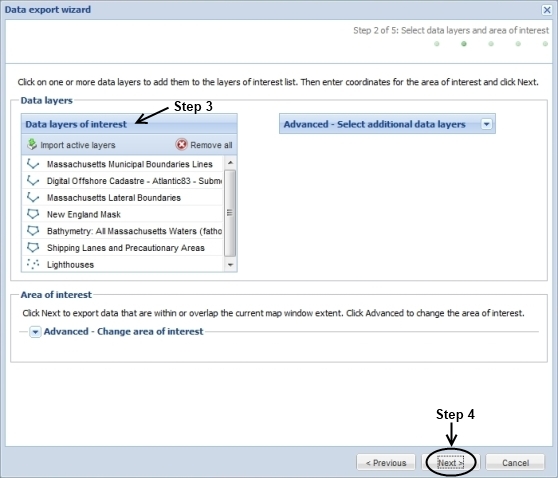 Data export wizard
Step 2 of 5: Select data layers and area of interest
Click on one or more data layers to add them to the layers of interest list. Then enter coordinates for the area of interest and click Next.
Data layers
Step 3
Data layers of interest
Advanced - Select additional data layers
Import active layers
Remove all
Massachusetts Municipal Boundaries Lines
Digital Offshore Cadastre - Atlantic83 - Subme
Massachusetts Lateral Boundaries
New England Mask
Bathymetry: All Massachusetts Waters (fatho
Shipping Lanes and Precautionary Areas
Lighthouses
Area of interest
Click Next to export data that are within or overlap the current map window extent. Click Advanced to change the area of interest.
Advanced - Change area of interest
Step 4
< Previous
Next >
Cancel